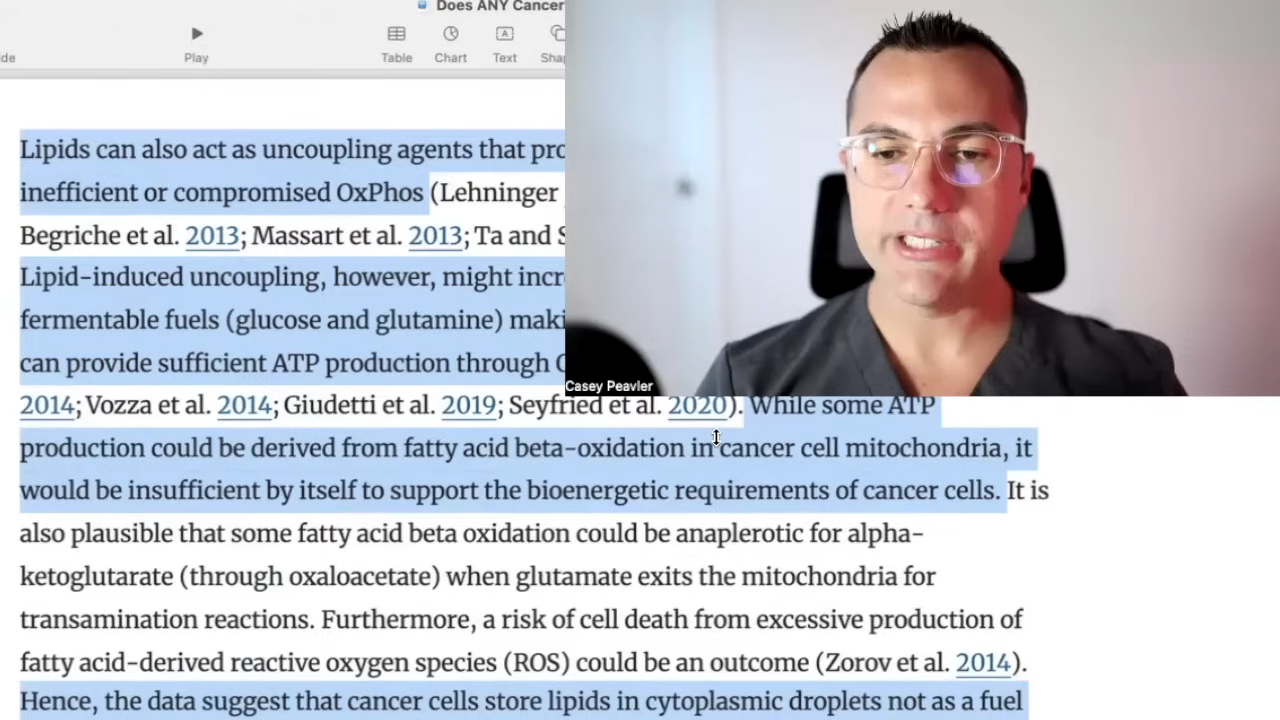 Does ANY Cancer
Play
Table
Chart
Text
Lipids can also act as uncoupling agents that
inefficient or compromised OxPhos (Lehninger
Begriche et al. 2013; Massart et al. 2013; Ta and
Lipid-induced uncoupling, however, might
fermentable fuels (glucose and glutamine)
can provide sufficient ATP production through
2014; Vozza et al. 2014; Giudetti et al. 2019; Seyfried et al. 2020). While some ATP
production could be derived from fatty acid beta-oxidation in cancer cell mitochondria, it
would be insufficient by itself to support the bioenergetic requirements of cancer cells. It is
also plausible that some fatty acid beta oxidation could be anaplerotic for alpha-
ketoglutarate (through oxaloacetate) when glutamate exits the mitochondria for
transamination reactions. Furthermore, a risk of cell death from excessive production of
fatty acid-derived reactive oxygen species (ROS) could be an outcome (Zorov et al. 2014).
Hence, the data suggest that cancer cells store lipids in cytoplasmic droplets not as a fuel
Casey Peavler